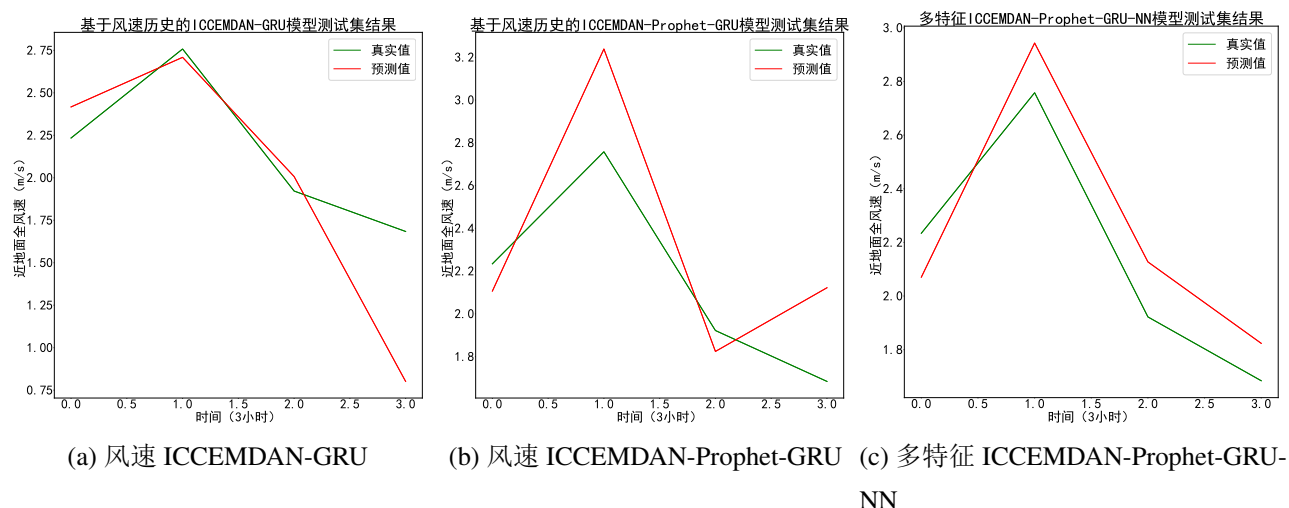 基于风速历史的ICCEMDAN-GRU模型测试集结果
真实值
预测值
近地面全风速（m/s）
2.75
2.50
2.25
2.00
1.75
1.50
1.25
1.00
0.75
0.0 0.5 1.0 1.5 2.0 2.5 3.0
时间（3小时）
(a) 风速 ICCEMDAN-GRU
基于风速历史的ICCEMDAN-Prophet-GRU模型测试集结果
真实值
预测值
近地面全风速（m/s）
3.2
3.0
2.8
2.6
2.4
2.2
2.0
1.8
0.0 0.5 1.0 1.5 2.0 2.5 3.0
时间（3小时）
(b) 风速 ICCEMDAN-Prophet-GRU
多特征ICCEMDAN-Prophet-GRU-NN模型测试集结果
真实值
预测值
近地面全风速（m/s）
3.0
2.8
2.6
2.4
2.2
2.0
1.8
0.0 0.5 1.0 1.5 2.0 2.5 3.0
时间（3小时）
(c) 多特征 ICCEMDAN-Prophet-GRU-
NN